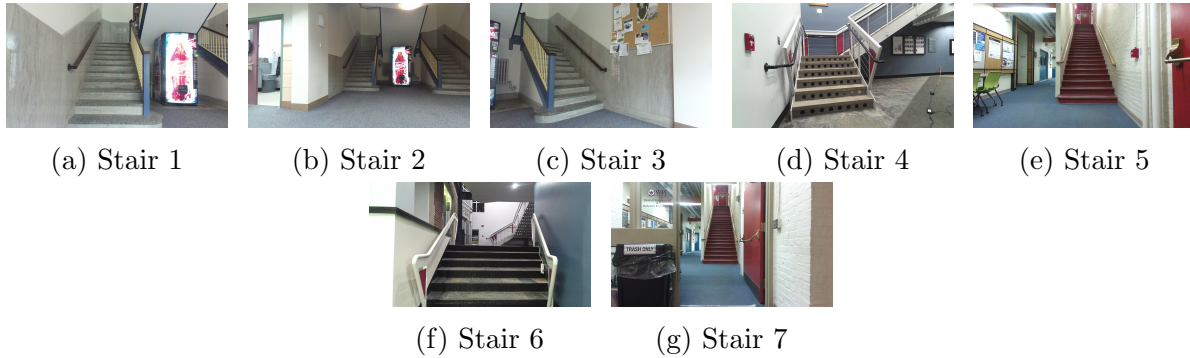 (a) Stair 1
(b) Stair 2
(c) Stair 3
(d) Stair 4
(e) Stair 5
TRASH ONLY
(f) Stair 6
(g) Stair 7